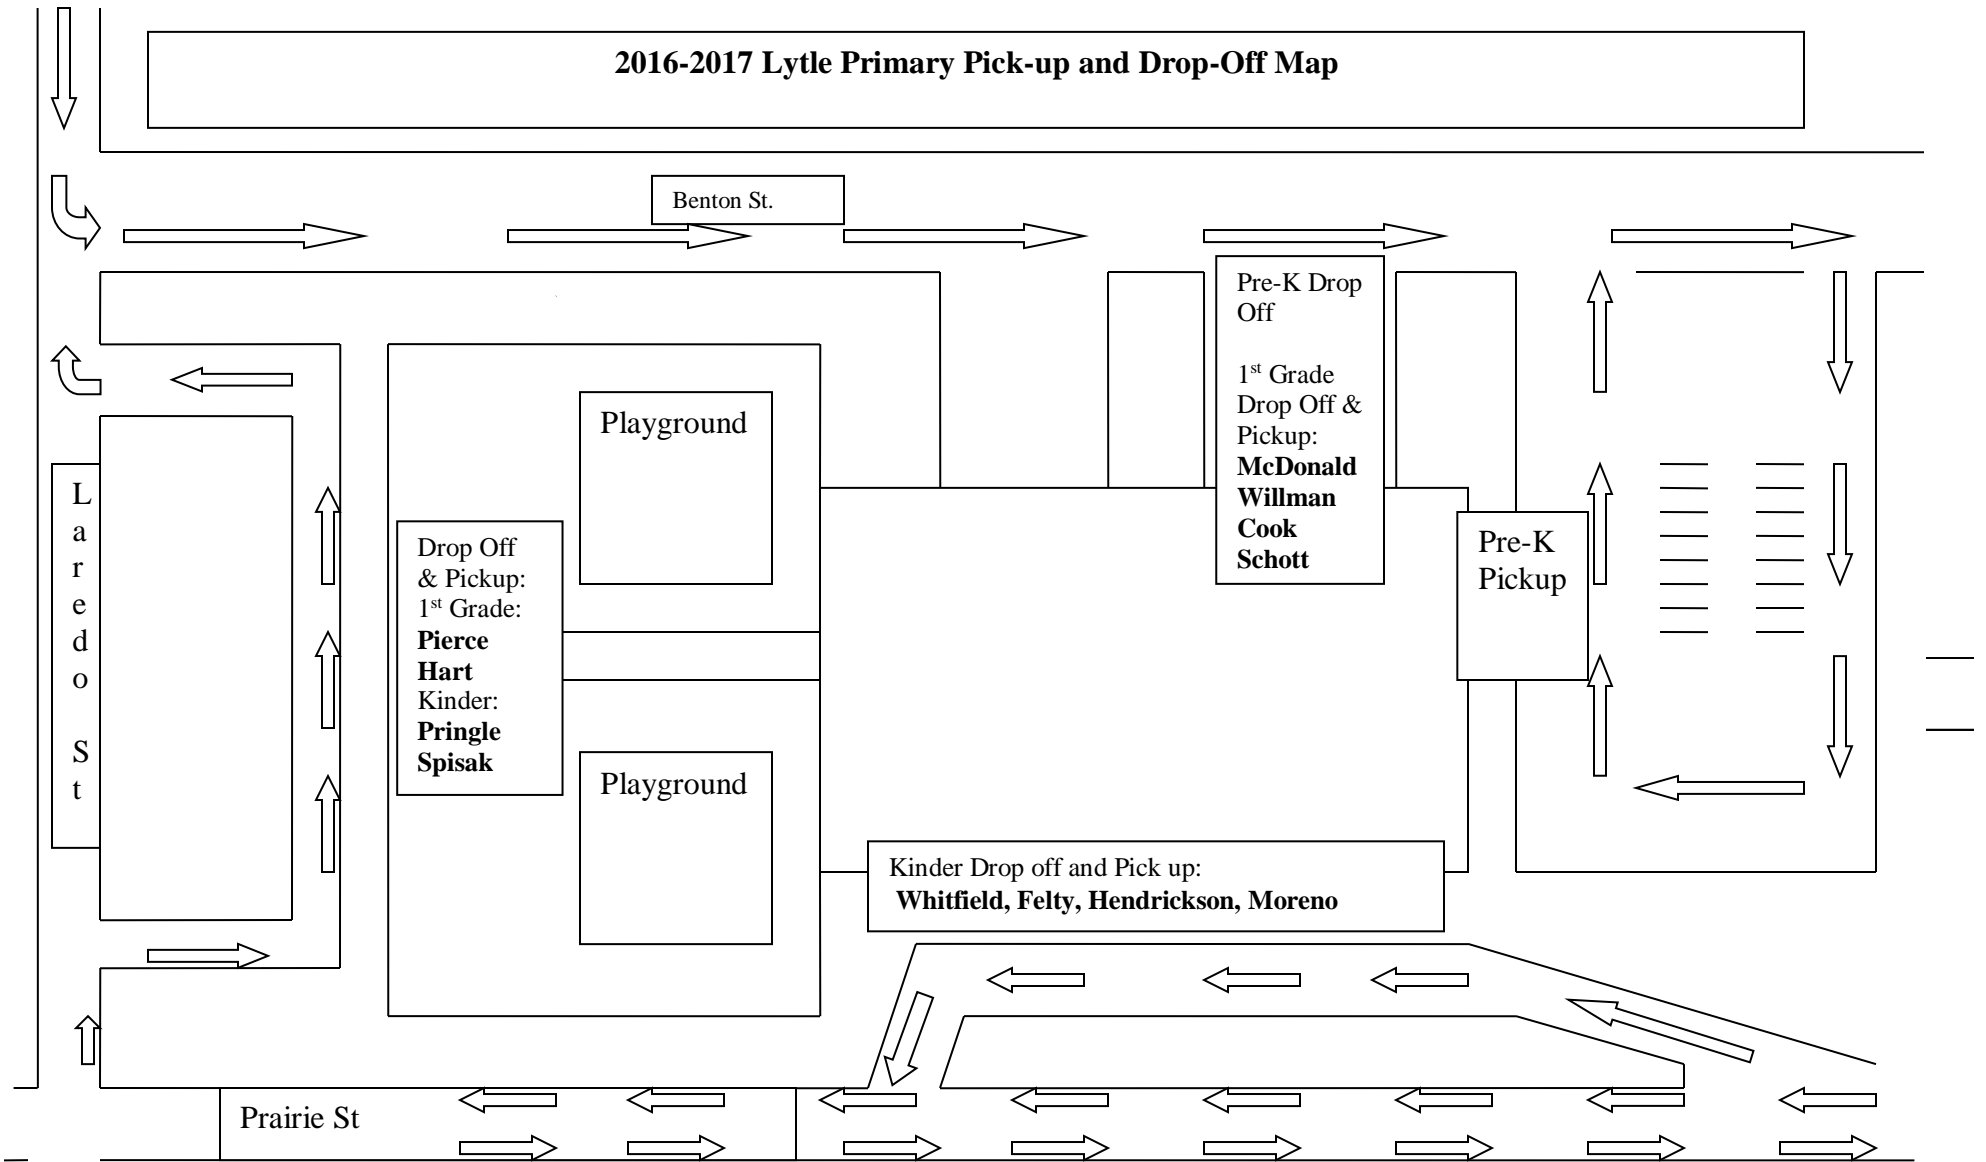 2016-2017 Lytle Primary Pick-up and Drop-Off Map
Benton St.
Pre-K Drop
Off
1st Grade
Drop Off &
Pickup:
McDonald
Willman
Cook
Schott
Playground
Laredo St
Drop Off
& Pickup:
1st Grade:
Pierce
Hart
Kinder:
Pringle
Spisak
Pre-K
Pickup
Playground
Kinder Drop off and Pick up:
Whitfield, Felty, Hendrickson, Moreno
Prairie St